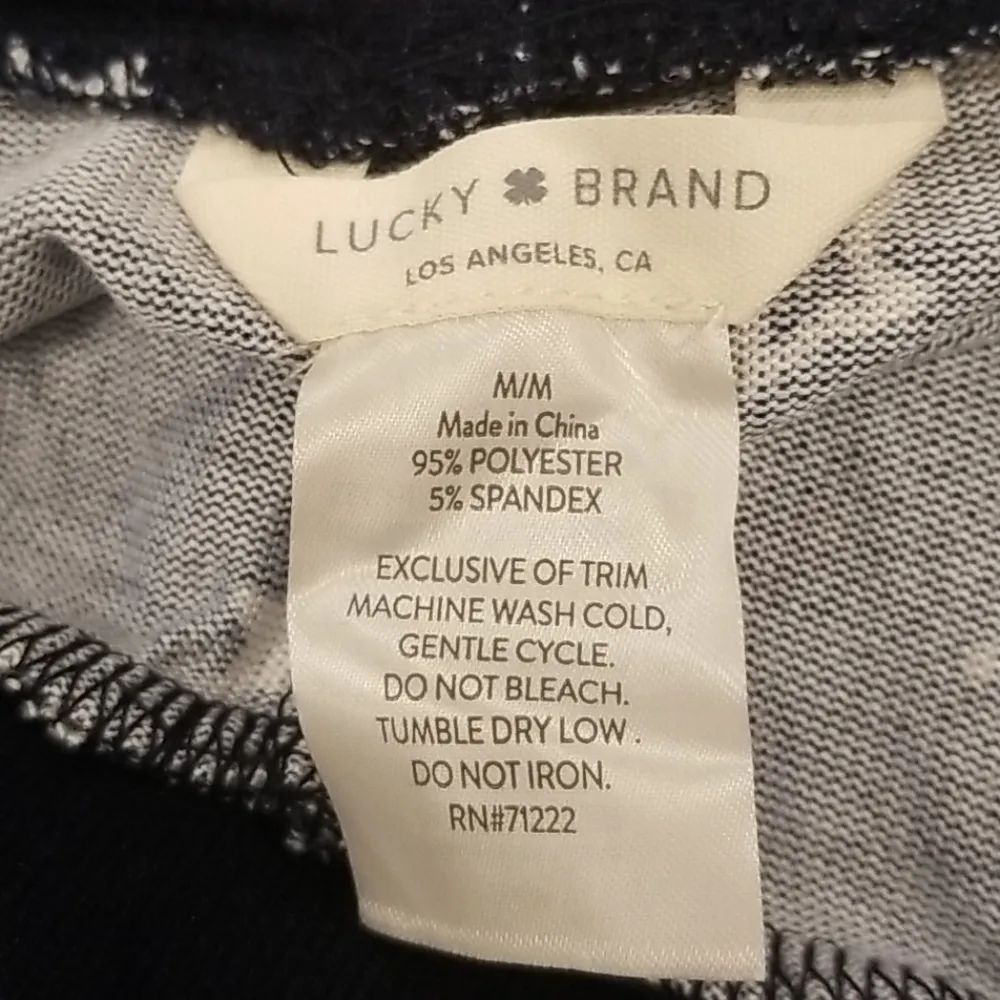 LUCKY BRAND
LOS ANGELES, CA
M/M
Made in China
95% POLYESTER
5% SPANDEX
EXCLUSIVE OF TRIM
MACHINE WASH COLD,
GENTLE CYCLE.
DO NOT BLEACH.
TUMBLE DRY LOW .
DO NOT IRON.
RN#71222